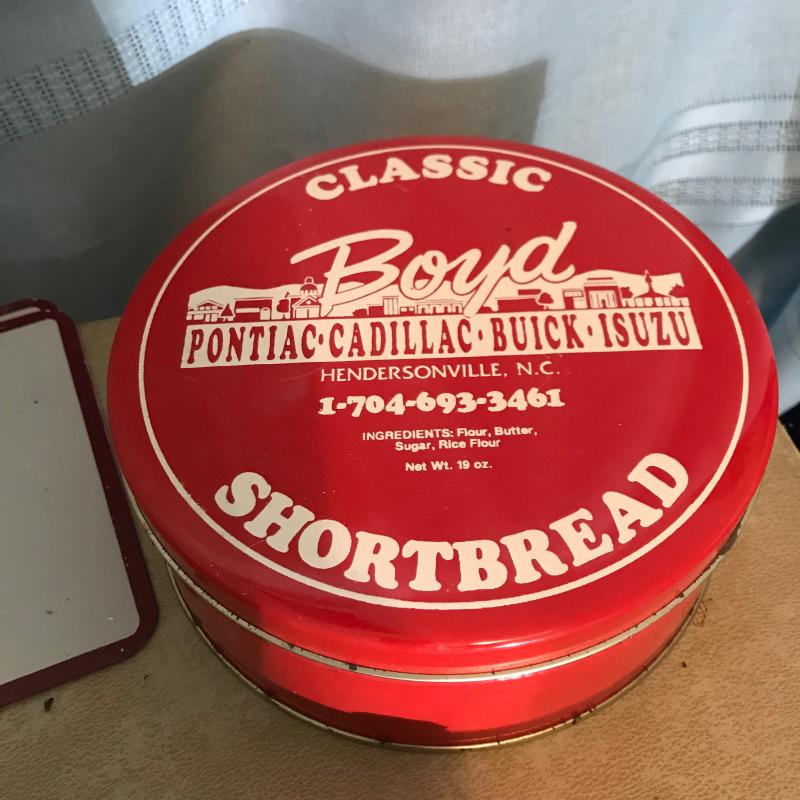 CLASSIC
Boyd
PONTIAC·CADILLAC·BUICK·ISUZU
HENDERSONVILLE, N.C.
1-704-693-3461
INGREDIENTS: Flour, Butter,
Sugar, Rice Flour
Net Wt. 19 oz.
SHORTBREAD